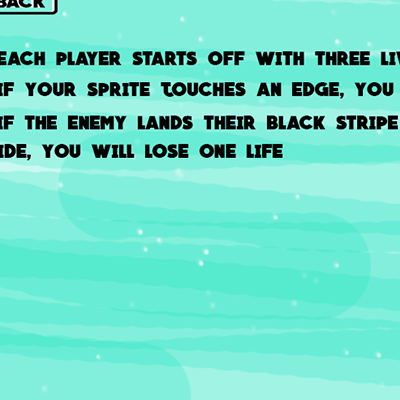 BACK
EACH PLAYER STARTS OFF WITH THREE
IF YOUR SPRITE TOUCHES AN EDGE, YOU
IF THE ENEMY LANDS THEIR BLACK STRIPE
IDE, YOU WILL LOSE ONE LIFE